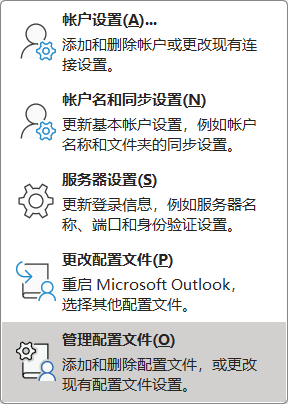 帐户设置(A)...
添加和删除帐户或更改现有连
接设置。
帐户名和同步设置(N)
更新基本帐户设置，例如帐户
名称和文件夹的同步设置。
服务器设置(S)
更新登录信息，例如服务器名
称、端口和身份验证设置。
更改配置文件(P)
重启 Microsoft Outlook，
选择其他配置文件。
管理配置文件(O)
添加和删除配置文件，或更改
现有配置文件设置。